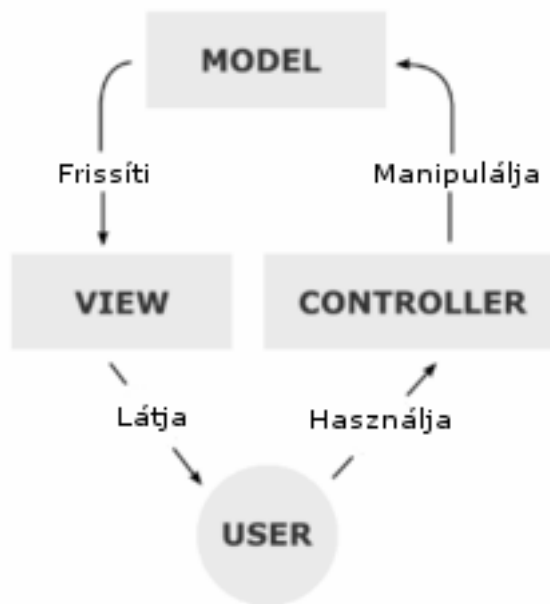 MODEL
Frissíti
Manipulálja
VIEW
CONTROLLER
Látja
Használja
USER